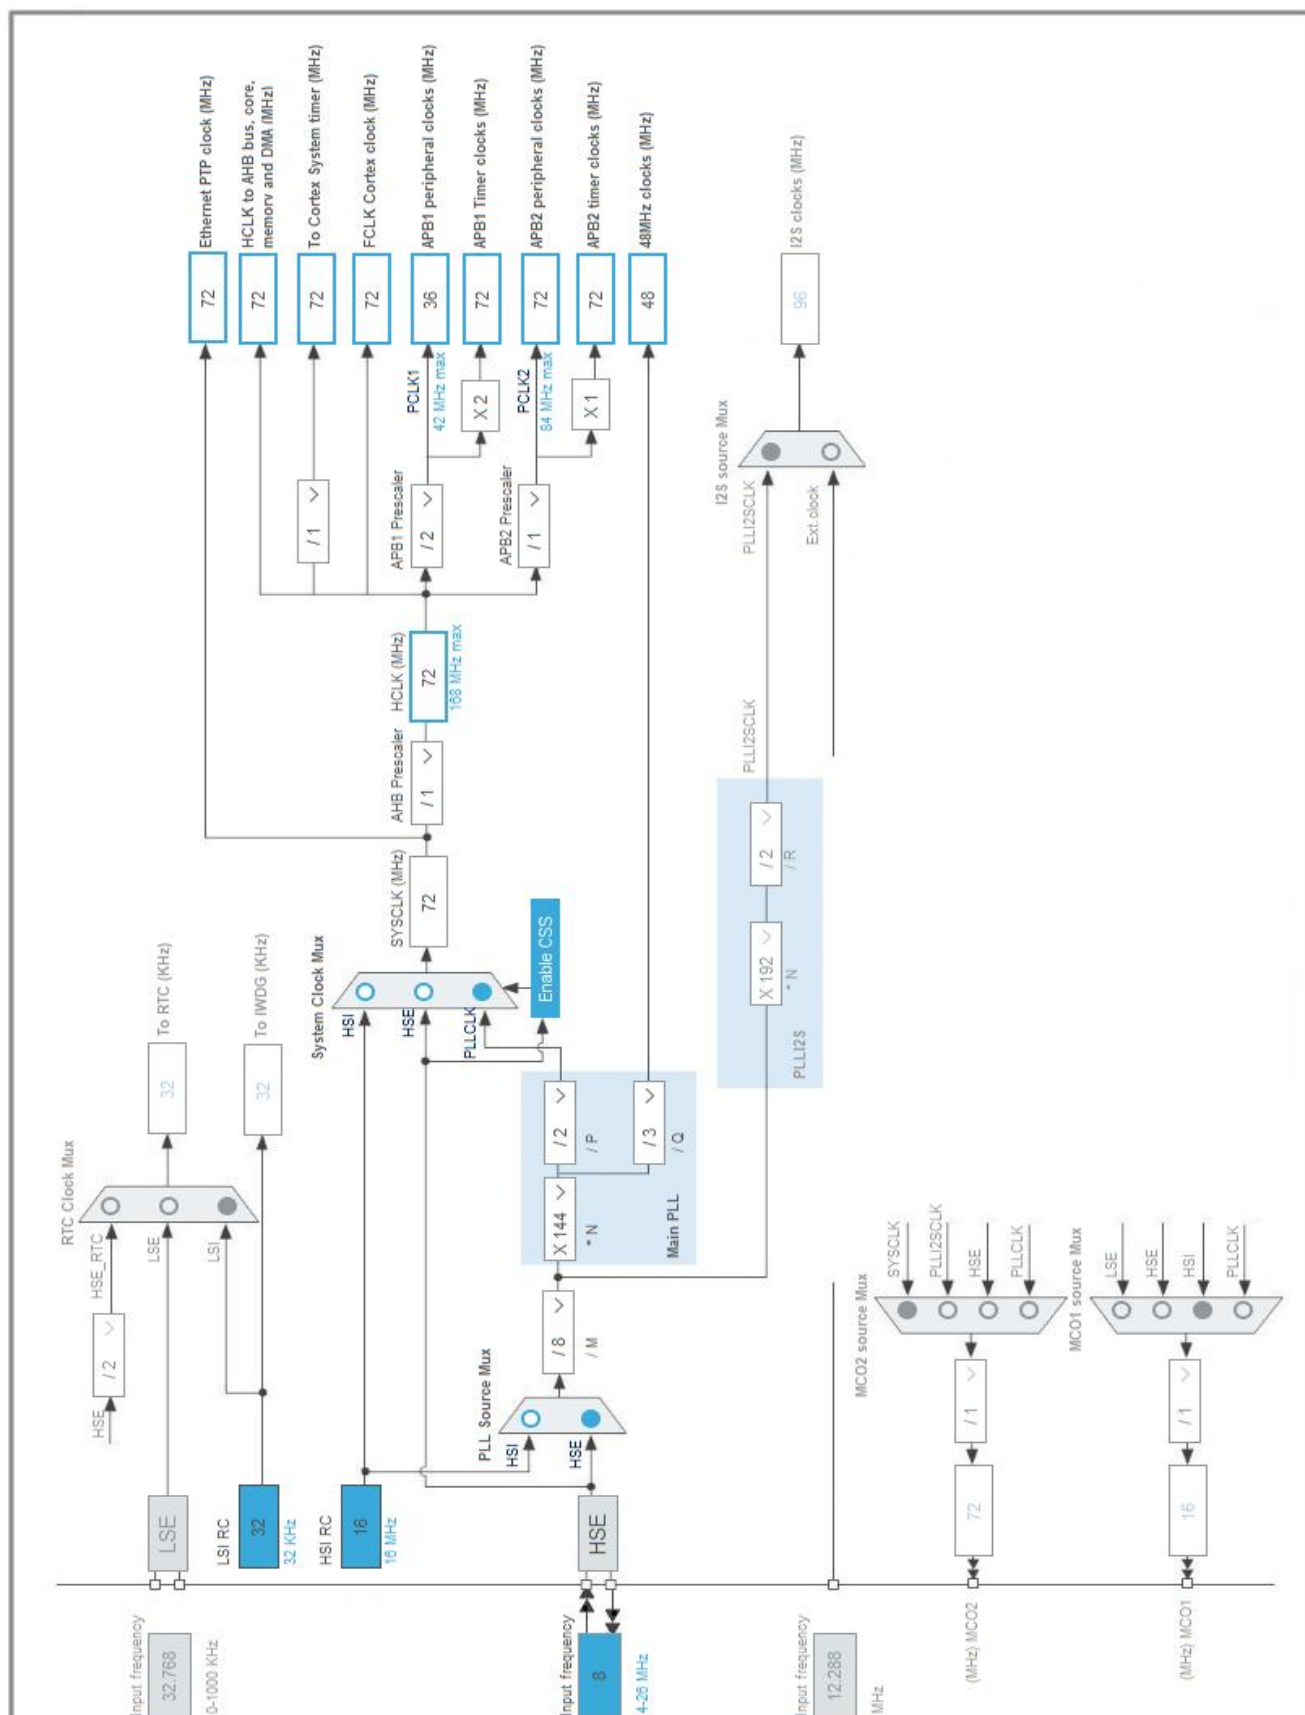 Input frequency
32.768
0-1000 KHz
LSE
HSE
/ 2
HSE_RTC
LSE
LSI
RTC Clock Mux
32
To RTC (KHz)
LSI RC
32
32 KHz
32
To IWDG (KHz)
HSI RC
16
16 MHz
Input frequency
8
4-26 MHz
HSE
PLL Source Mux
HSI
HSE
/ 8
/ M
X 144
* N
/ 2
/ P
/ 3
/ Q
Main PLL
System Clock Mux
HSI
HSE
PLLCLK
Enable CSS
SYSCLK (MHz)
72
AHB Prescaler
/ 1
HCLK (MHz)
72
168 MHz max
/ 1
APB1 Prescaler
/ 2
PCLK1
42 MHz max
X 2
APB2 Prescaler
/ 1
PCLK2
84 MHz max
X 1
72
Ethernet PTP clock (MHz)
72
HCLK to AHB bus, core,
memory and DMA (MHz)
72
To Cortex System timer (MHz)
72
FCLK Cortex clock (MHz)
36
APB1 peripheral clocks (MHz)
72
APB1 Timer clocks (MHz)
72
APB2 peripheral clocks (MHz)
72
APB2 timer clocks (MHz)
48
48MHz clocks (MHz)
X 192
* N
/ 2
/ R
PLLI2S
PLLI2SCLK
PLLI2SCLK
Ext.clock
I2S source Mux
96
I2S clocks (MHz)
Input frequency
12.288
MHz
(MHz) MCO2
72
/ 1
MCO2 source Mux
SYSCLK
PLLI2SCLK
HSE
PLLCLK
(MHz) MCO1
16
/ 1
MCO1 source Mux
LSE
HSE
HSI
PLLCLK